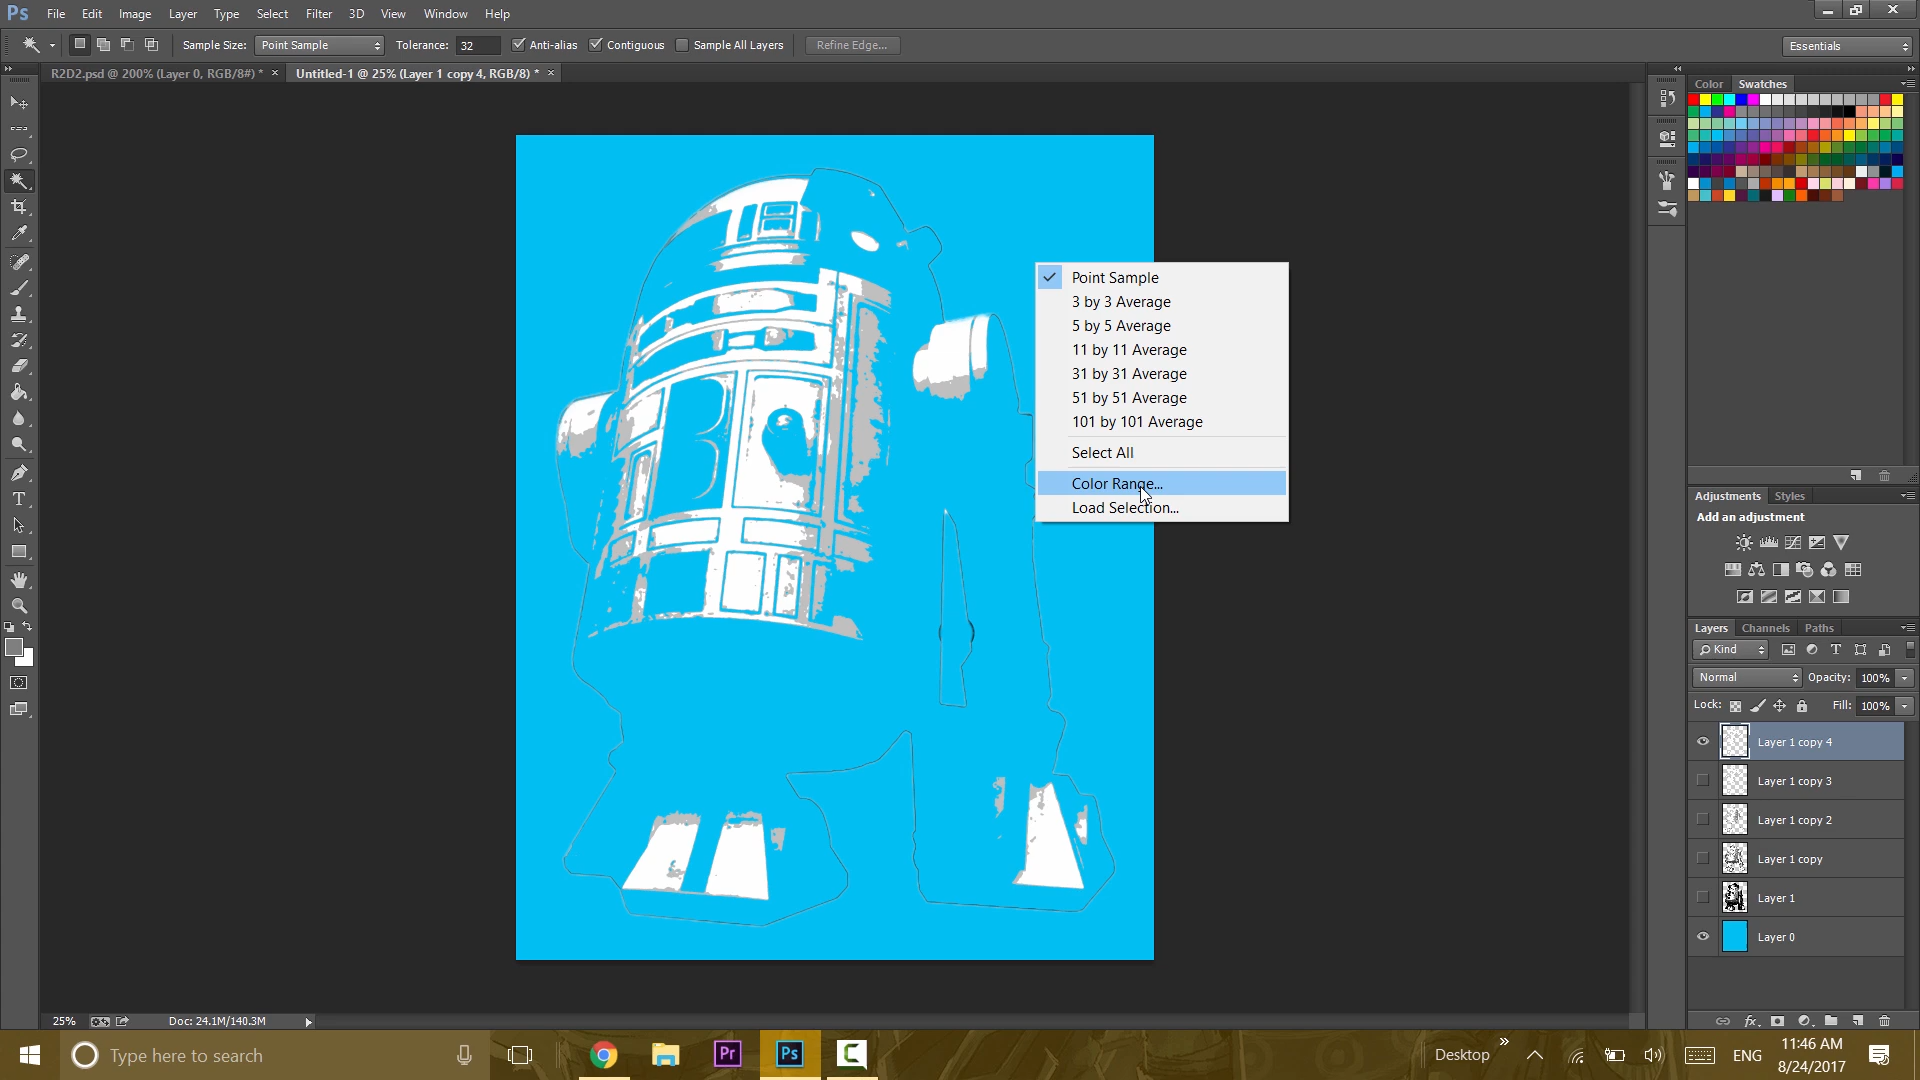 Ps File Edit Image Layer Type Select Filter 3D View Window Help
Sample Size: Point Sample Tolerance: 32 Anti-alias Contiguous Sample All Layers Refine Edge... Essentials
R2D2.psd @ 200% (Layer 0, RGB/8#) * × Untitled-1 @ 25% (Layer 1 copy 4, RGB/8) * ×
Color Swatches
Point Sample
3 by 3 Average
5 by 5 Average
11 by 11 Average
31 by 31 Average
51 by 51 Average
101 by 101 Average
Select All
Color Range...
Load Selection...
Adjustments Styles
Add an adjustment
Layers Channels Paths
Kind
Normal Opacity: 100%
Lock: Fill: 100%
Layer 1 copy 4
Layer 1 copy 3
Layer 1 copy 2
Layer 1 copy
Layer 1
Layer 0
25% Doc: 24.1M/140.3M
fx
Type here to search Pr Ps Desktop » ENG 11:46 AM
8/24/2017